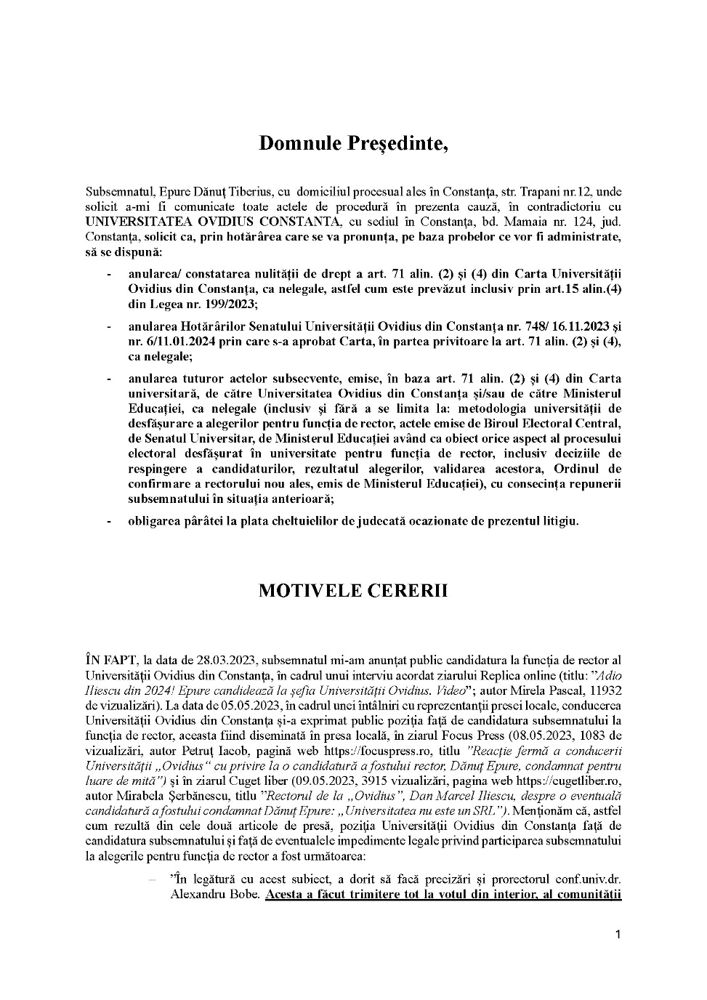 Domnule Președinte,
Subsemnatul, Epure Dănuț Tiberius, cu domiciliul procesual ales în Constanța, str. Trapani nr.12, unde
solicit a-mi fi comunicate toate actele de procedură în prezenta cauză, în contradictoriu cu
UNIVERSITATEA OVIDIUS CONSTANTA, cu sediul în Constanța, bd. Mamaia nr. 124, jud.
Constanța, solicit ca, prin hotărârea care se va pronunța, pe baza probelor ce vor fi administrate,
să se dispună:
- anularea/ constatarea nulității de drept a art. 71 alin. (2) și (4) din Carta Universității
Ovidius din Constanța, ca nelegale, astfel cum este prevăzut inclusiv prin art.15 alin.(4)
din Legea nr. 199/2023;
- anularea Hotărârilor Senatului Universității Ovidius din Constanța nr. 748/ 16.11.2023 și
nr. 6/11.01.2024 prin care s-a aprobat Carta, în partea privitoare la art. 71 alin. (2) și (4),
ca nelegale;
- anularea tuturor actelor subsecvente, emise, în baza art. 71 alin. (2) și (4) din Carta
universitară, de către Universitatea Ovidius din Constanța și/sau de către Ministerul
Educației, ca nelegale (inclusiv și fără a se limita la: metodologia universității de
desfășurare a alegerilor pentru funcția de rector, actele emise de Biroul Electoral Central,
de Senatul Universitar, de Ministerul Educației având ca obiect orice aspect al procesului
electoral desfășurat în universitate pentru funcția de rector, inclusiv deciziile de
respingere a candidaturilor, rezultatul alegerilor, validarea acestora, Ordinul de
confirmare a rectorului nou ales, emis de Ministerul Educației), cu consecința repunerii
subsemnatului în situația anterioară;
- obligarea pârâtei la plata cheltuielilor de judecată ocazionate de prezentul litigiu.
MOTIVELE CERERII
ÎN FAPT, la data de 28.03.2023, subsemnatul mi-am anunțat public candidatura la funcția de rector al
Universității Ovidius din Constanța, în cadrul unui interviu acordat ziarului Replica online (titlu: ”Adio
Iliescu din 2024! Epure candidează la șefia Universității Ovidius. Video”; autor Mirela Pascal, 11932
de vizualizări). La data de 05.05.2023, în cadrul unei întâlniri cu reprezentanții presei locale, conducerea
Universității Ovidius din Constanța și-a exprimat public poziția față de candidatura subsemnatului la
funcția de rector, aceasta fiind diseminată în presa locală, în ziarul Focus Press (08.05.2023, 1083 de
vizualizări, autor Petruț Iacob, pagină web https://focuspress.ro, titlu ”Reacție fermă a conducerii
Universității „Ovidius“ cu privire la o candidatură a fostului rector, Dănuț Epure, condamnat pentru
luare de mită”) și în ziarul Cuget liber (09.05.2023, 3915 vizualizări, pagina web https://cugetliber.ro,
autor Mirabela Șerbănescu, titlu ”Rectorul de la „Ovidius”, Dan Marcel Iliescu, despre o eventuală
candidatură a fostului condamnat Dănuț Epure: „Universitatea nu este un SRL”). Menționăm că, astfel
cum rezultă din cele două articole de presă, poziția Universității Ovidius din Constanța față de
candidatura subsemnatului și față de eventualele impedimente legale privind participarea subsemnatului
la alegerile pentru funcția de rector a fost următoarea:
– ”În legătură cu acest subiect, a dorit să facă precizări și prorectorul conf.univ.dr.
Alexandru Bobe. Acesta a făcut trimitere tot la votul din interior, al comunității
1